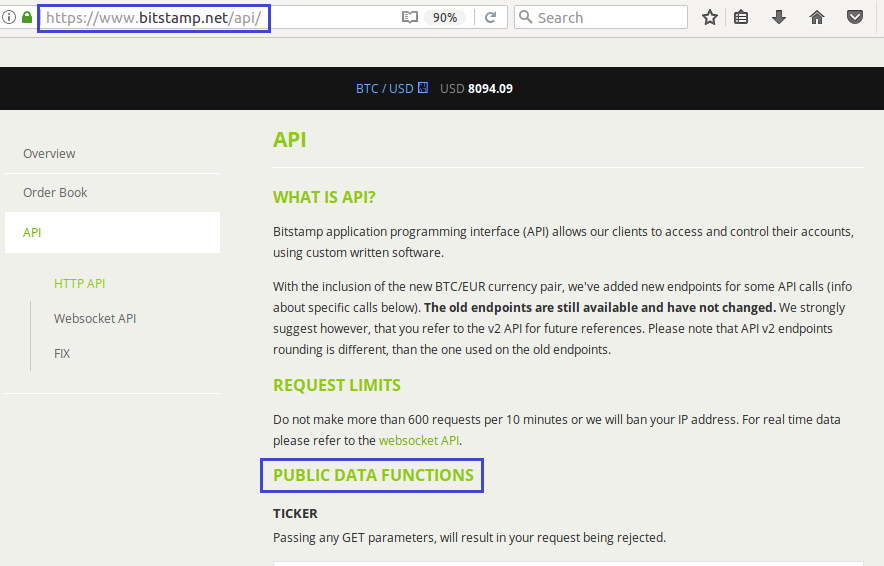 https://www.bitstamp.net/api/
90%
Search
BTC / USD
USD 8094.09
Overview
Order Book
API
HTTP API
Websocket API
FIX
API
WHAT IS API?
Bitstamp application programming interface (API) allows our clients to access and control their accounts,
using custom written software.
With the inclusion of the new BTC/EUR currency pair, we've added new endpoints for some API calls (info
about specific calls below). The old endpoints are still available and have not changed. We strongly
suggest however, that you refer to the v2 API for future references. Please note that API v2 endpoints
rounding is different, than the one used on the old endpoints.
REQUEST LIMITS
Do not make more than 600 requests per 10 minutes or we will ban your IP address. For real time data
please refer to the websocket API.
PUBLIC DATA FUNCTIONS
TICKER
Passing any GET parameters, will result in your request being rejected.